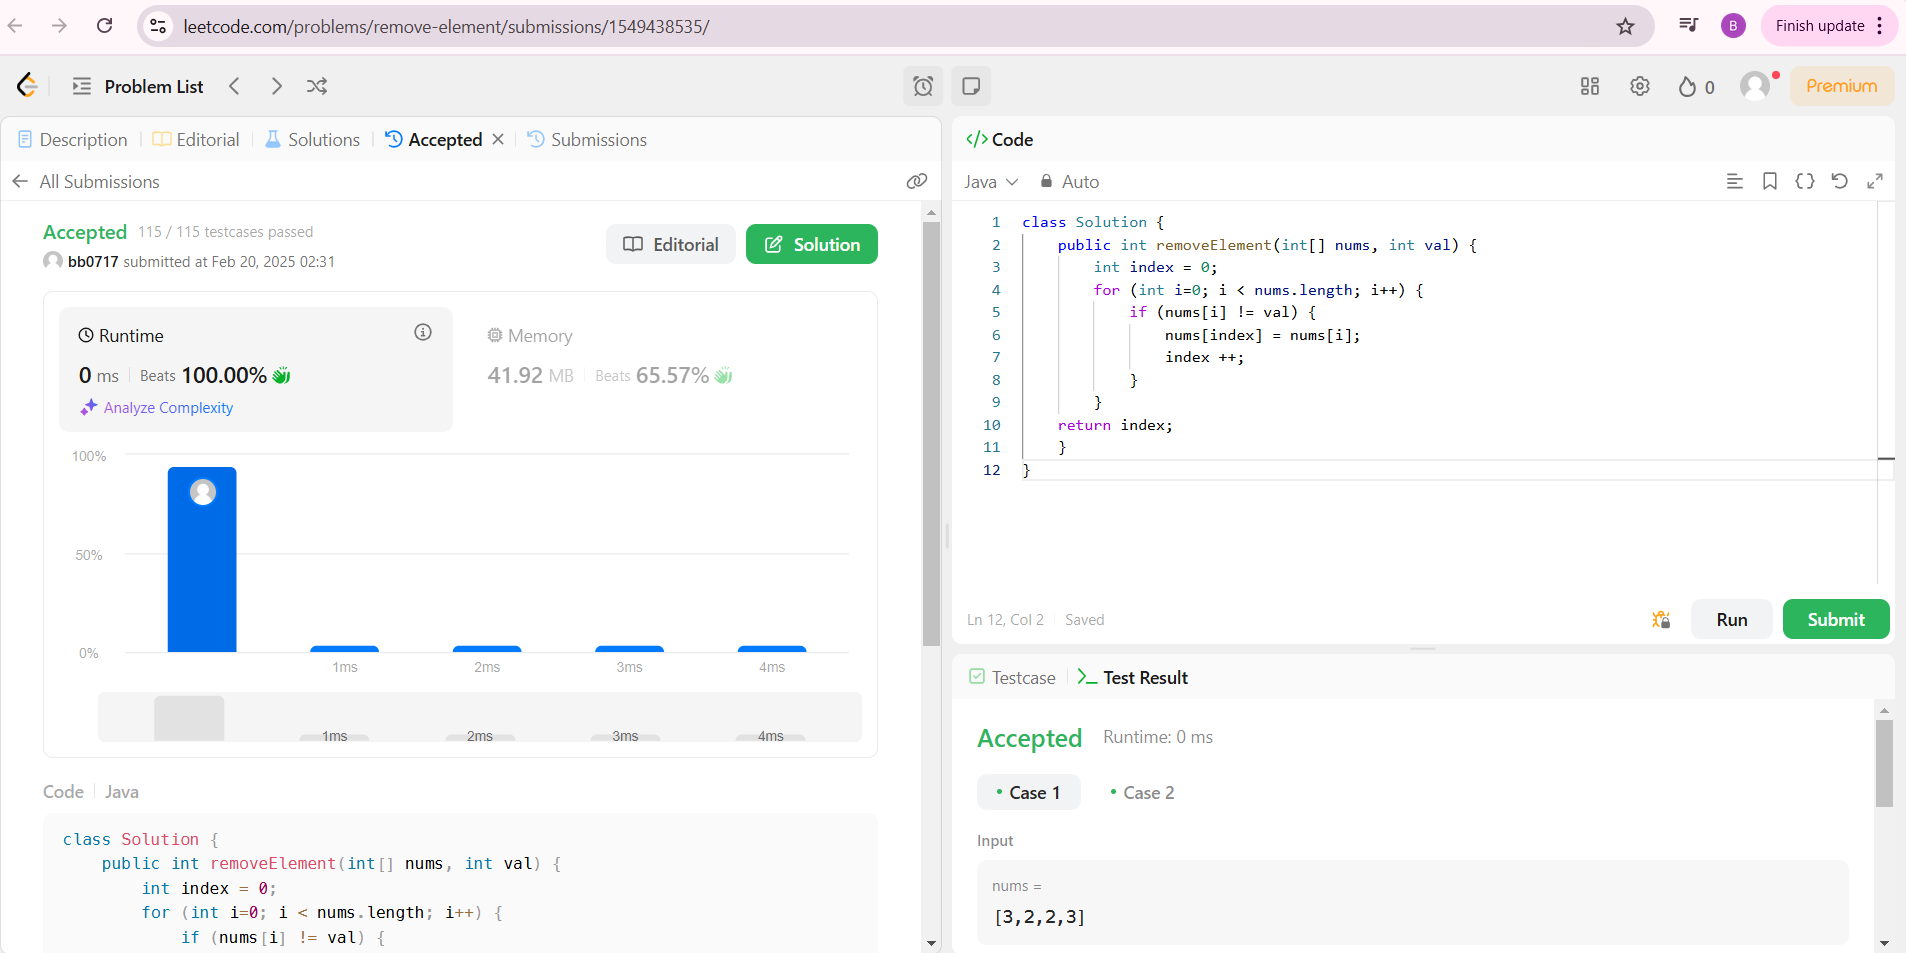 leetcode.com/problems/remove-element/submissions/1549438535/
B
Finish update
Problem List
0
Premium
Description
Editorial
Solutions
Accepted
Submissions
All Submissions
Accepted 115 / 115 testcases passed
bb0717 submitted at Feb 20, 2025 02:31
Editorial
Solution
Runtime
0 ms Beats 100.00%
Analyze Complexity
Memory
41.92 MB Beats 65.57%
100%
50%
0%
1ms 2ms 3ms 4ms
1ms 2ms 3ms 4ms
Code Java
class Solution {
    public int removeElement(int[] nums, int val) {
        int index = 0;
        for (int i=0; i < nums.length; i++) {
            if (nums[i] != val) {
</> Code
Java Auto
1 class Solution {
2     public int removeElement(int[] nums, int val) {
3         int index = 0;
4         for (int i=0; i < nums.length; i++) {
5             if (nums[i] != val) {
6                 nums[index] = nums[i];
7                 index ++;
8             }
9         }
10     return index;
11     }
12 }
Ln 12, Col 2 Saved
Run
Submit
Testcase
Test Result
Accepted Runtime: 0 ms
Case 1 Case 2
Input
nums =
[3,2,2,3]